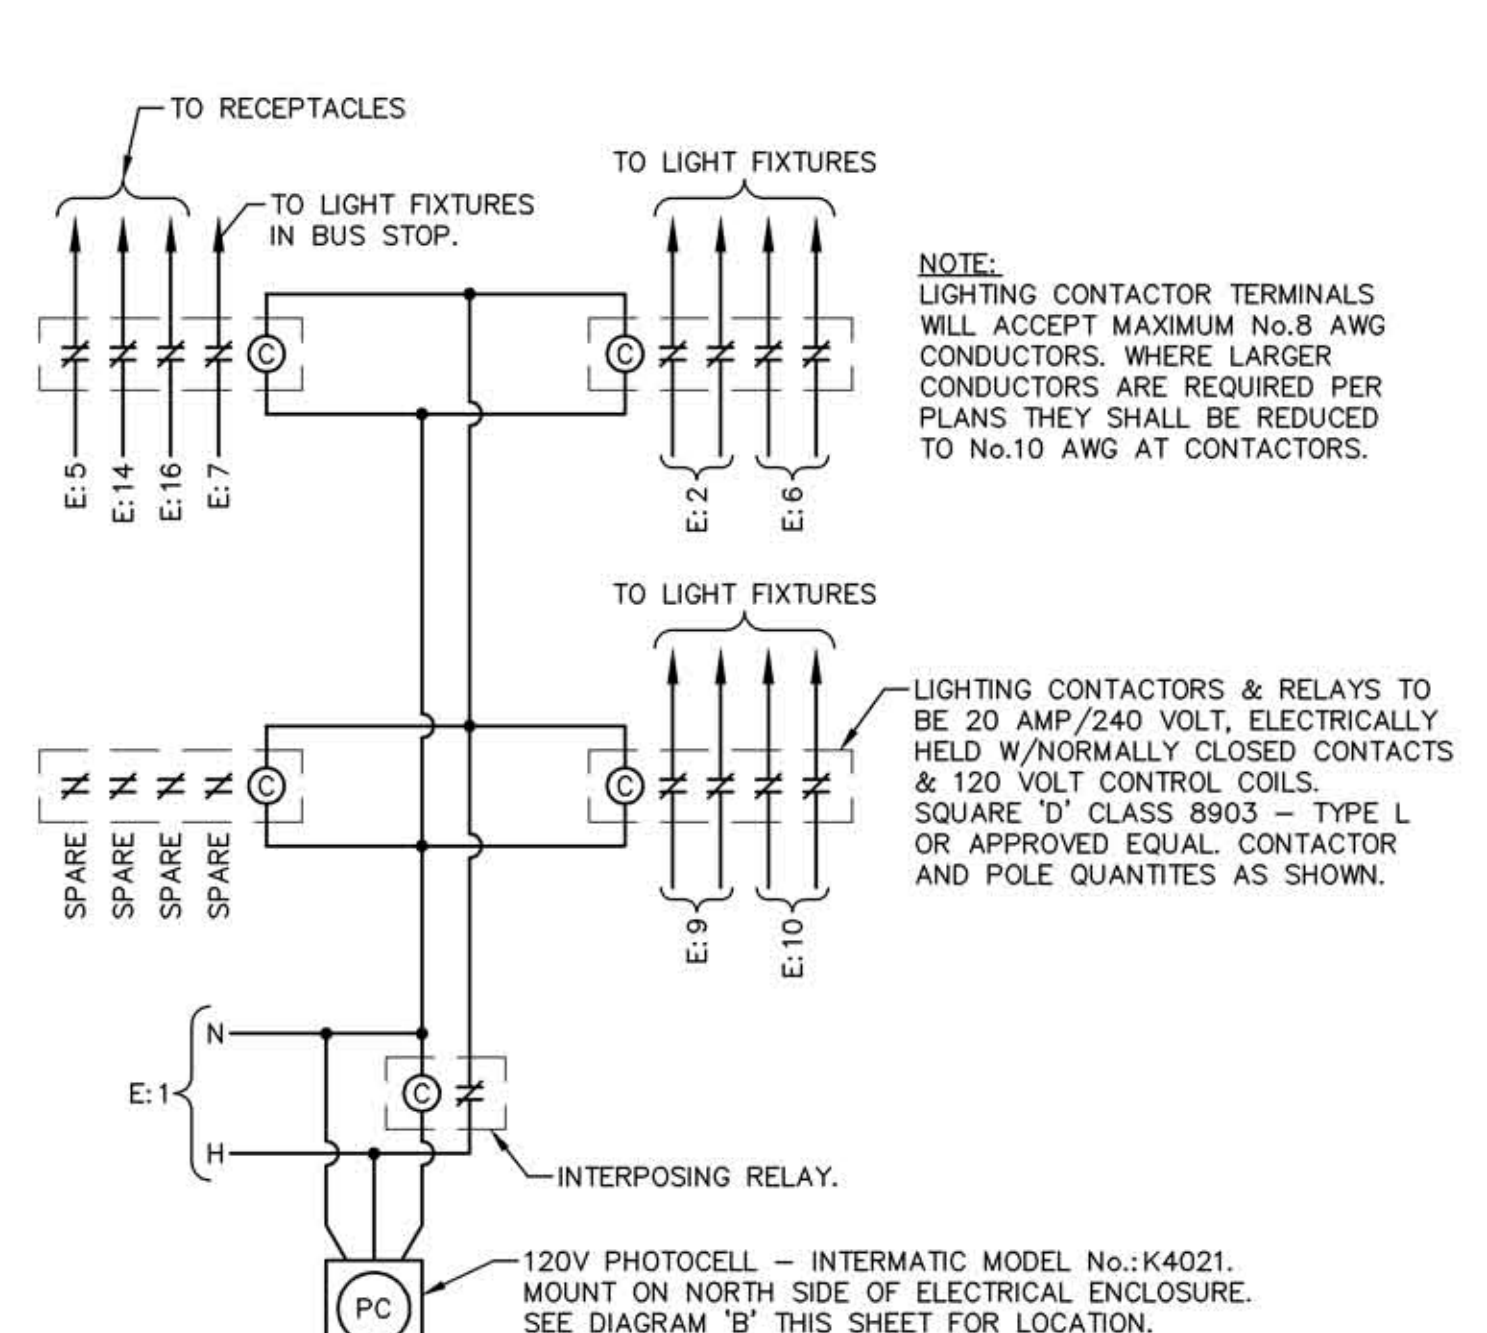 TO RECEPTACLES
TO LIGHT FIXTURES
IN BUS STOP.
TO LIGHT FIXTURES
NOTE:
LIGHTING CONTACTOR TERMINALS
WILL ACCEPT MAXIMUM No.8 AWG
CONDUCTORS. WHERE LARGER
CONDUCTORS ARE REQUIRED PER
PLANS THEY SHALL BE REDUCED
TO No.10 AWG AT CONTACTORS.
C
C
E:5
E:14
E:16
E:7
E:2
E:6
TO LIGHT FIXTURES
LIGHTING CONTACTORS & RELAYS TO
BE 20 AMP/240 VOLT, ELECTRICALLY
HELD W/NORMALLY CLOSED CONTACTS
& 120 VOLT CONTROL COILS.
SQUARE 'D' CLASS 8903 – TYPE L
OR APPROVED EQUAL. CONTACTOR
AND POLE QUANTITES AS SHOWN.
C
C
SPARE
SPARE
SPARE
SPARE
E:9
E:10
N
E:1
C
H
INTERPOSING RELAY.
120V PHOTOCELL – INTERMATIC MODEL No.:K4021.
MOUNT ON NORTH SIDE OF ELECTRICAL ENCLOSURE.
SEE DIAGRAM 'B' THIS SHEET FOR LOCATION.
PC